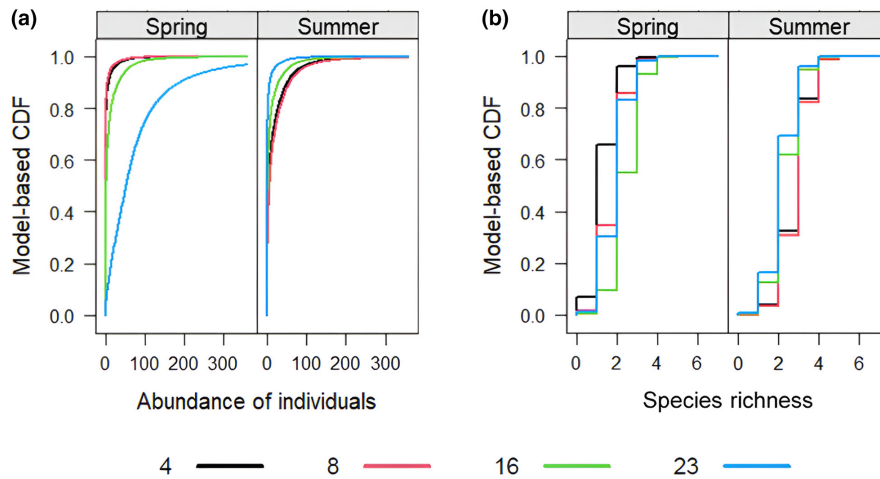 (a)
Spring Summer
Model-based CDF
1.0
0.8
0.6
0.4
0.2
0.0
0 100 200 300 0 100 200 300
Abundance of individuals
(b)
Spring Summer
Model-based CDF
1.0
0.8
0.6
0.4
0.2
0.0
0 2 4 6 0 2 4 6
Species richness
4 8 16 23